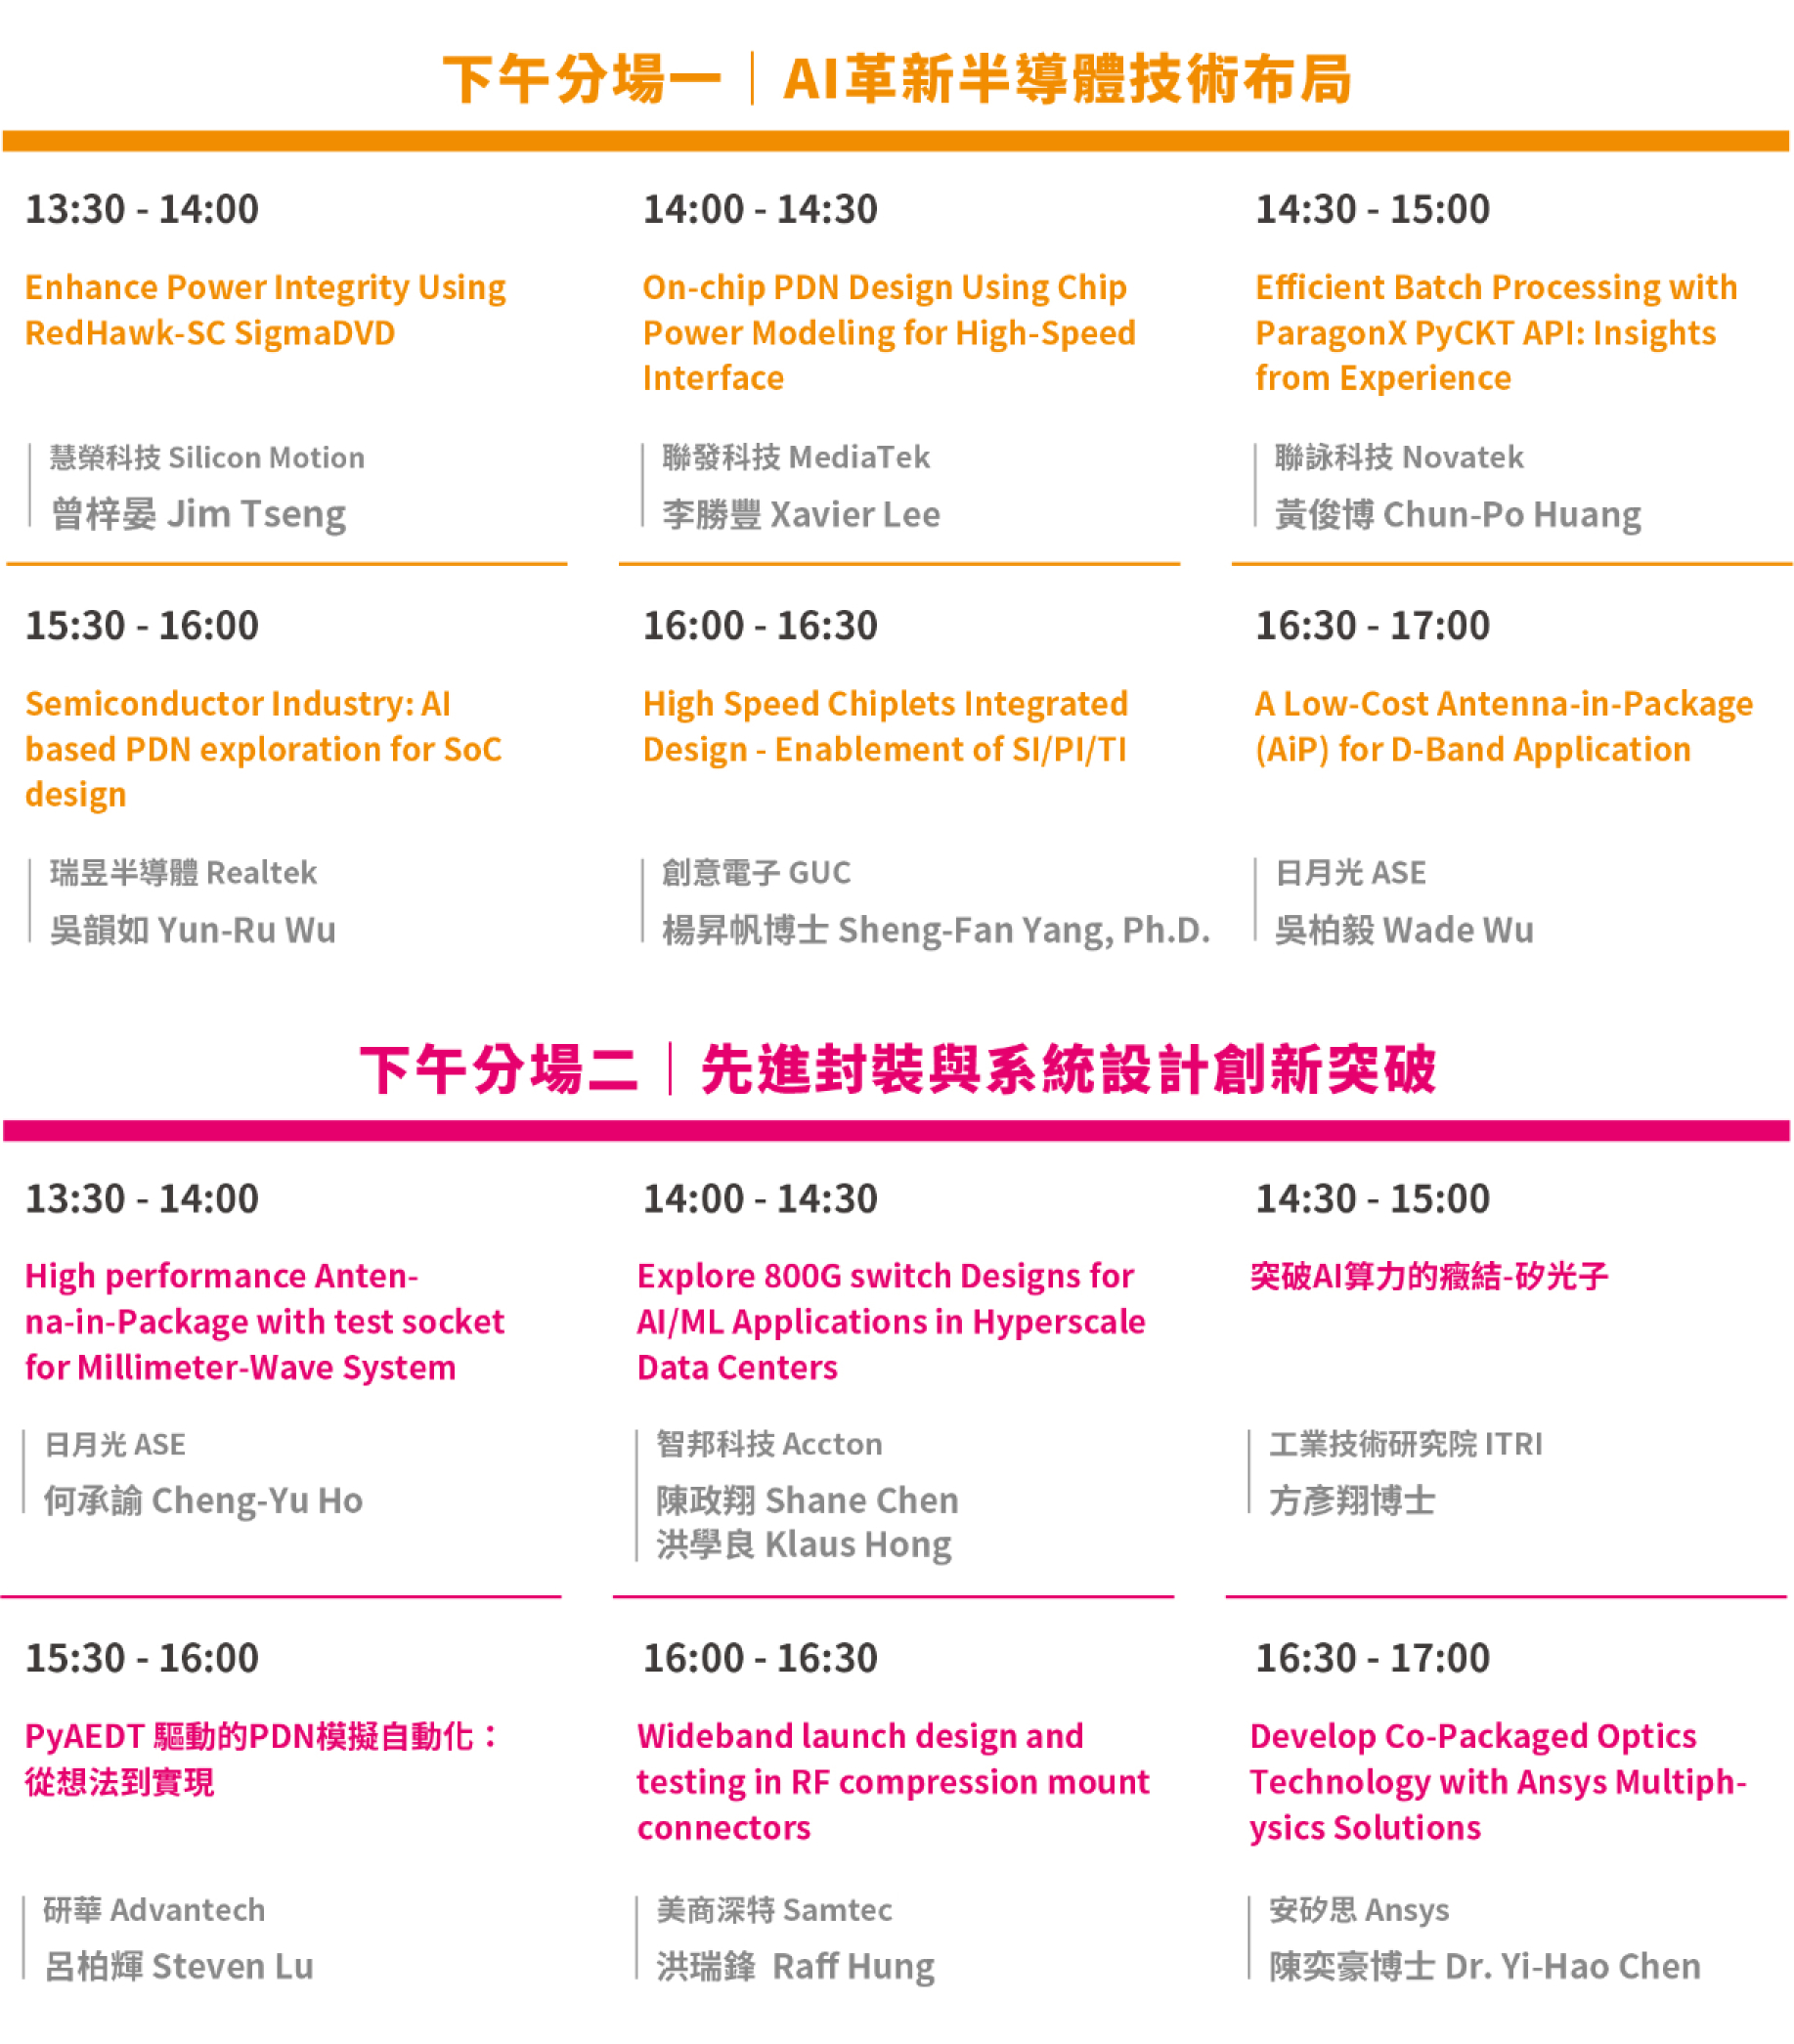 下午分場一｜AI革新半導體技術布局
13:30 - 14:00
Enhance Power Integrity Using
RedHawk-SC SigmaDVD
慧榮科技 Silicon Motion
曾梓晏 Jim Tseng
14:00 - 14:30
On-chip PDN Design Using Chip
Power Modeling for High-Speed
Interface
聯發科技 MediaTek
李勝豐 Xavier Lee
14:30 - 15:00
Efficient Batch Processing with
ParagonX PyCKT API: Insights
from Experience
聯詠科技 Novatek
黃俊博 Chun-Po Huang
15:30 - 16:00
Semiconductor Industry: AI
based PDN exploration for SoC
design
瑞昱半導體 Realtek
吳韻如 Yun-Ru Wu
16:00 - 16:30
High Speed Chiplets Integrated
Design - Enablement of SI/PI/TI
創意電子 GUC
楊昇帆博士 Sheng-Fan Yang, Ph.D.
16:30 - 17:00
A Low-Cost Antenna-in-Package
(AiP) for D-Band Application
日月光 ASE
吳柏毅 Wade Wu
下午分場二｜先進封裝與系統設計創新突破
13:30 - 14:00
High performance Anten-
na-in-Package with test socket
for Millimeter-Wave System
日月光 ASE
何承諭 Cheng-Yu Ho
14:00 - 14:30
Explore 800G switch Designs for
AI/ML Applications in Hyperscale
Data Centers
智邦科技 Accton
陳政翔 Shane Chen
洪學良 Klaus Hong
14:30 - 15:00
突破AI算力的癥結-矽光子
工業技術研究院 ITRI
方彥翔博士
15:30 - 16:00
PyAEDT 驅動的PDN模擬自動化：
從想法到實現
研華 Advantech
呂柏輝 Steven Lu
16:00 - 16:30
Wideband launch design and
testing in RF compression mount
connectors
美商深特 Samtec
洪瑞鋒 Raff Hung
16:30 - 17:00
Develop Co-Packaged Optics
Technology with Ansys Multiph-
ysics Solutions
安矽思 Ansys
陳奕豪博士 Dr. Yi-Hao Chen